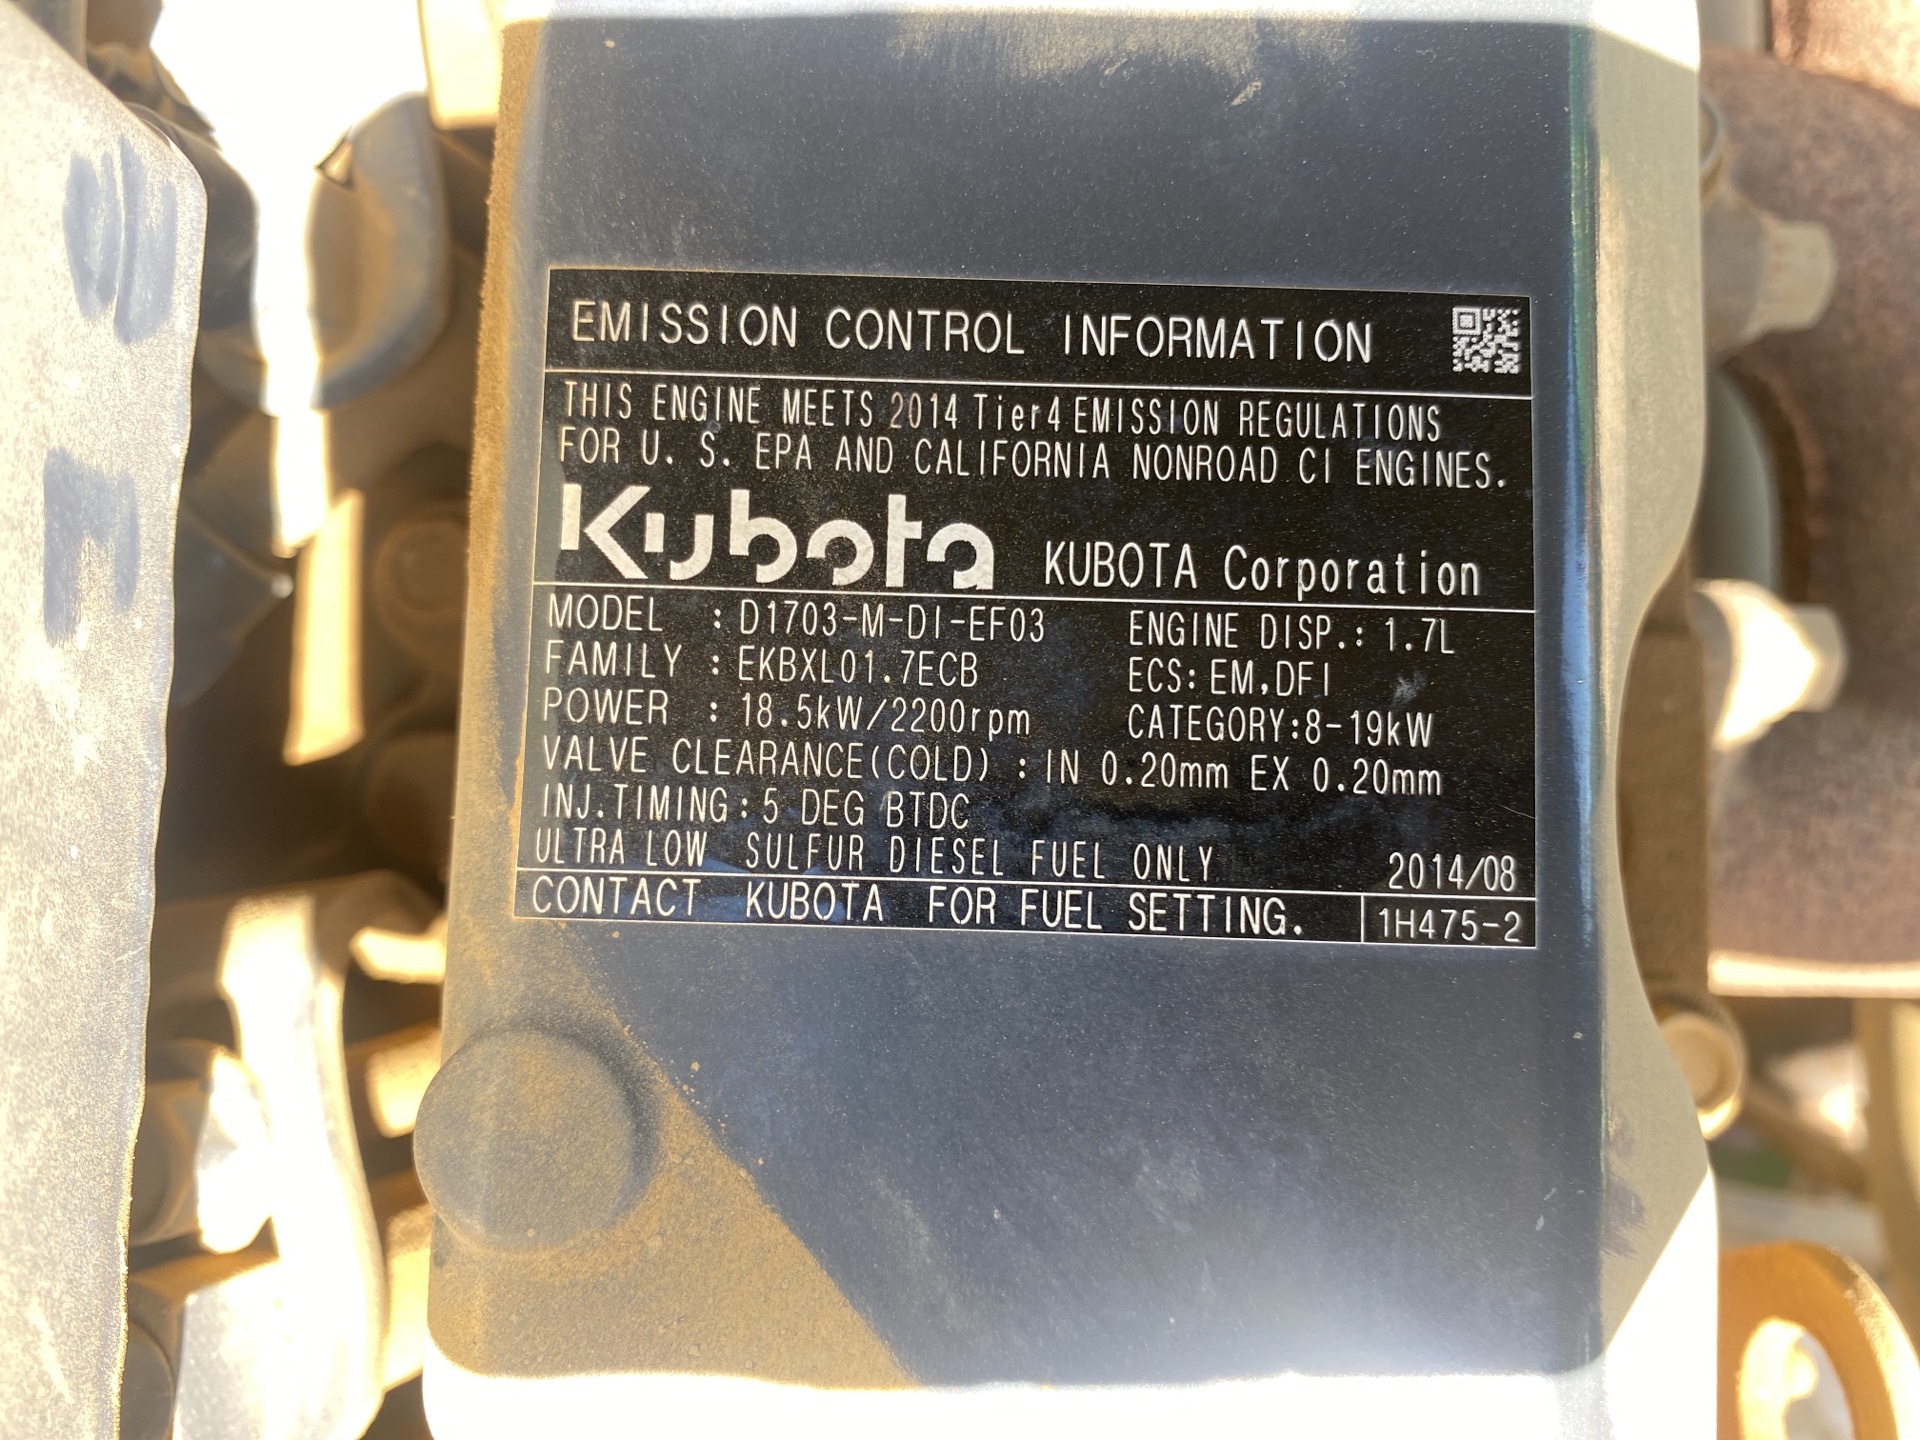 EMISSION CONTROL INFORMATION
THIS ENGINE MEETS 2014 Tier4 EMISSION REGULATIONS
FOR U. S. EPA AND CALIFORNIA NONROAD CI ENGINES.
Kubota KUBOTA Corporation
MODEL : D1703-M-DI-EF03 ENGINE DISP.: 1.7L
FAMILY : EKBXL01.7ECB ECS: EM,DFI
POWER : 18.5kW/2200rpm CATEGORY:8-19kW
VALVE CLEARANCE(COLD) : IN 0.20mm EX 0.20mm
INJ.TIMING: 5 DEG BTDC
ULTRA LOW SULFUR DIESEL FUEL ONLY 2014/08
CONTACT KUBOTA FOR FUEL SETTING. 1H475-2